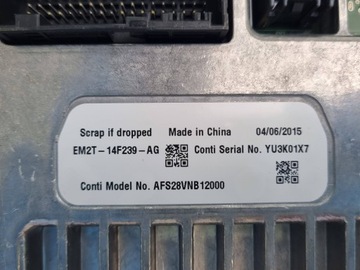 Scrap if dropped Made in China 04/06/2015
EM2T-14F239-AG Conti Serial No. YU3K01X7
Conti Model No. AFS28VNB12000